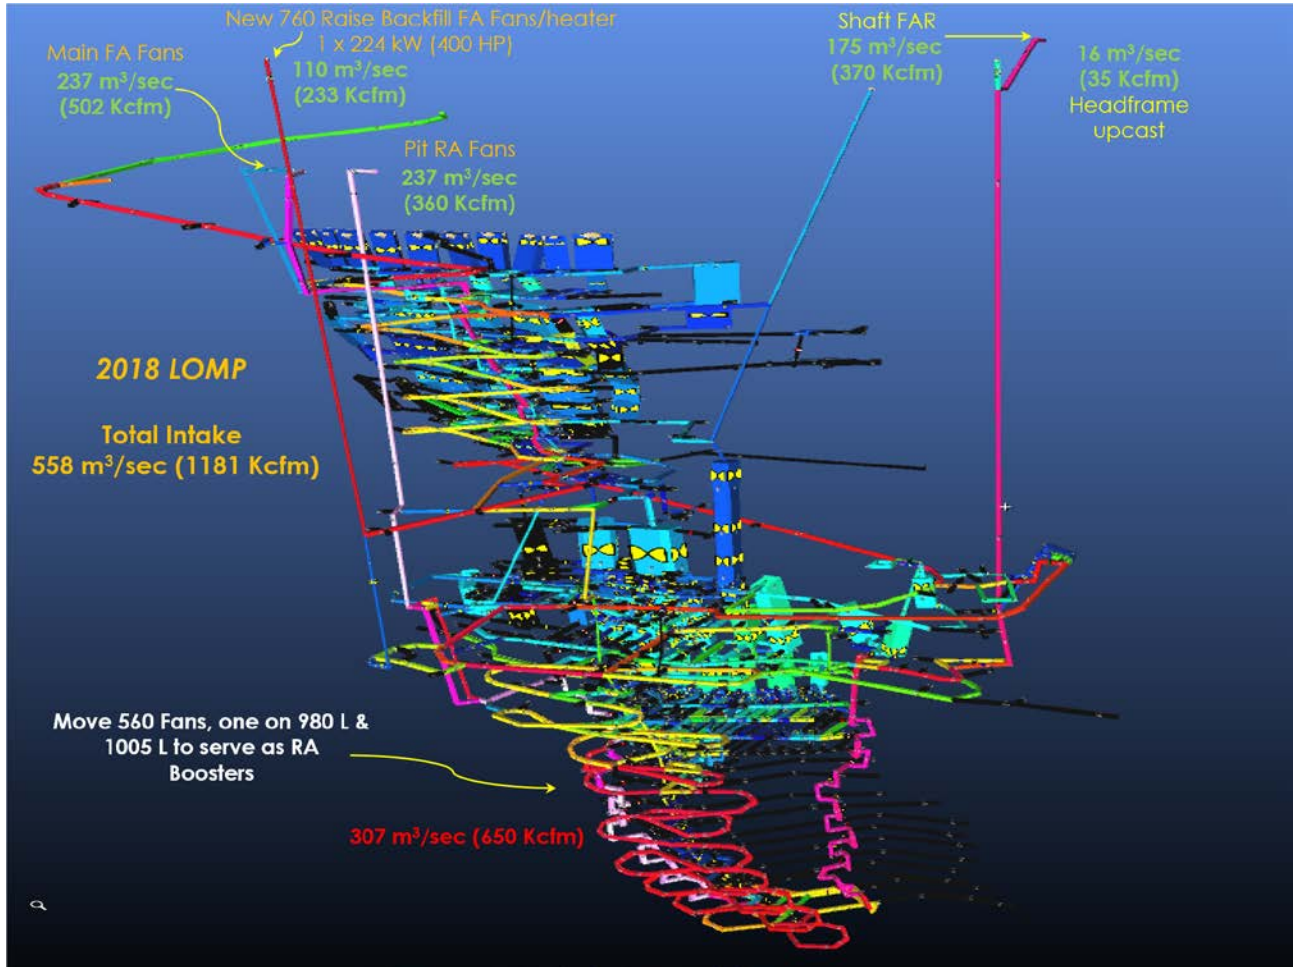 New 760 Raise Backfill FA Fans/heater
1 x 224 kW (400 HP)
110 m³/sec
(233 Kcfm)
Main FA Fans
237 m³/sec
(502 Kcfm)
Shaft FAR
175 m³/sec
(370 Kcfm)
16 m³/sec
(35 Kcfm)
Headframe
upcast
Pit RA Fans
237 m³/sec
(360 Kcfm)
2018 LOMP
Total Intake
558 m³/sec (1181 Kcfm)
Move 560 Fans, one on 980 L &
1005 L to serve as RA
Boosters
307 m³/sec (650 Kcfm)